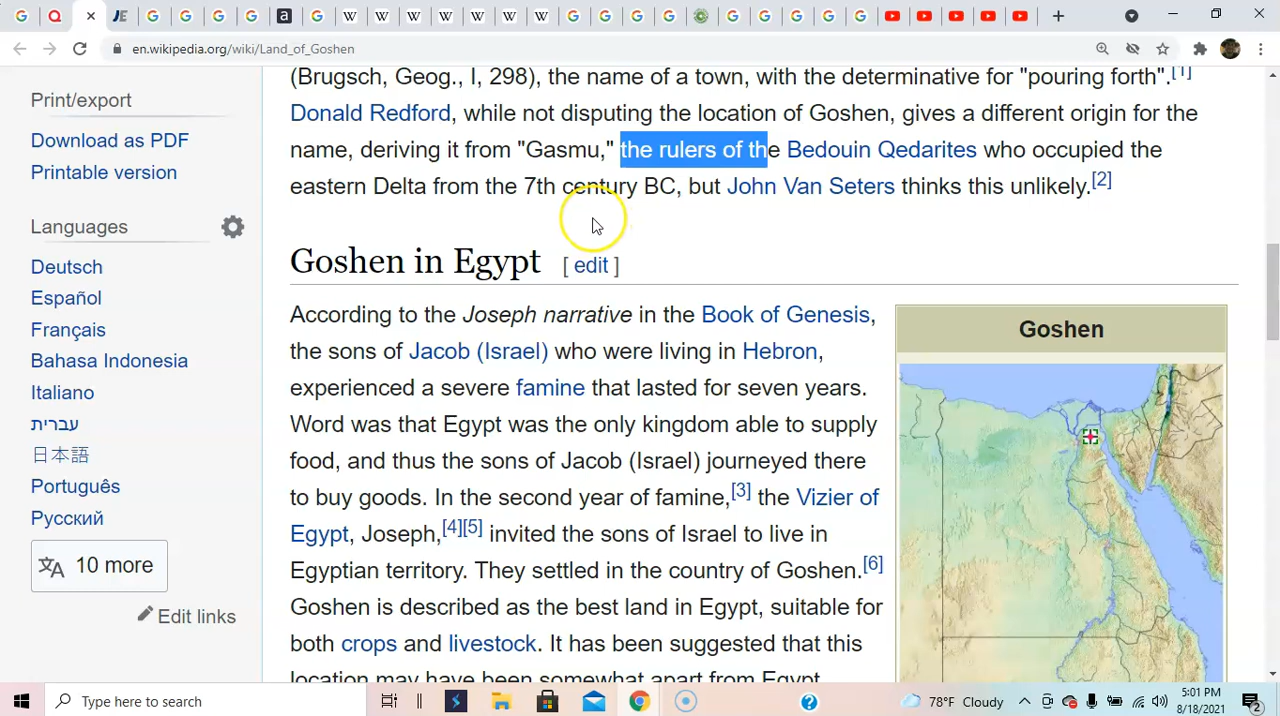 en.wikipedia.org/wiki/Land_of_Goshen
Print/export
Download as PDF
Printable version
Languages
Deutsch
Español
Français
Bahasa Indonesia
Italiano
עברית
日本語
Português
Русский
10 more
Edit links
(Brugsch, Geog., I, 298), the name of a town, with the determinative for "pouring forth".[1]
Donald Redford, while not disputing the location of Goshen, gives a different origin for the
name, deriving it from "Gasmu," the rulers of the Bedouin Qedarites who occupied the
eastern Delta from the 7th century BC, but John Van Seters thinks this unlikely.[2]
Goshen in Egypt [ edit ]
According to the Joseph narrative in the Book of Genesis,
the sons of Jacob (Israel) who were living in Hebron,
experienced a severe famine that lasted for seven years.
Word was that Egypt was the only kingdom able to supply
food, and thus the sons of Jacob (Israel) journeyed there
to buy goods. In the second year of famine,[3] the Vizier of
Egypt, Joseph,[4][5] invited the sons of Israel to live in
Egyptian territory. They settled in the country of Goshen.[6]
Goshen is described as the best land in Egypt, suitable for
both crops and livestock. It has been suggested that this
location may have been somewhat apart from Egypt
Goshen
Type here to search
78°F Cloudy
5:01 PM
8/18/2021
2